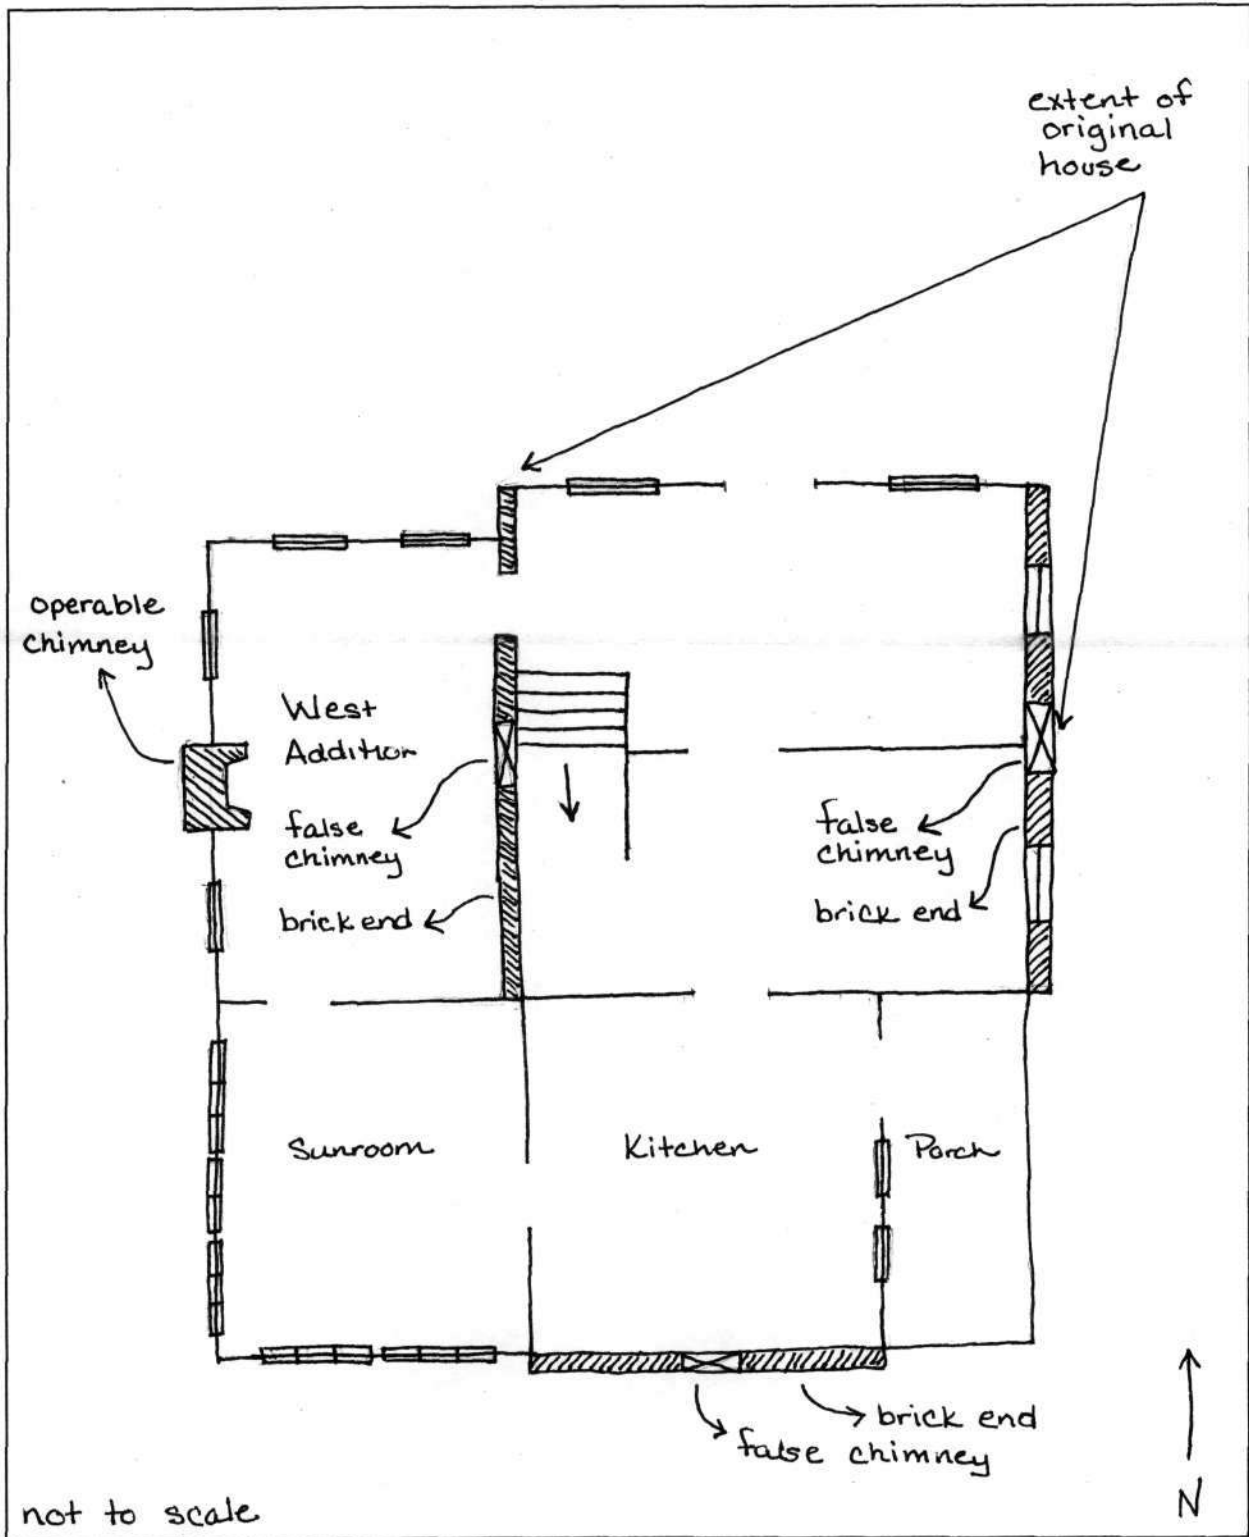 extent of
original
house
operable
chimney
West
Addition
false
chimney
brick end
false
chimney
brick end
Sunroom
Kitchen
Porch
brick end
false chimney
not to scale
N